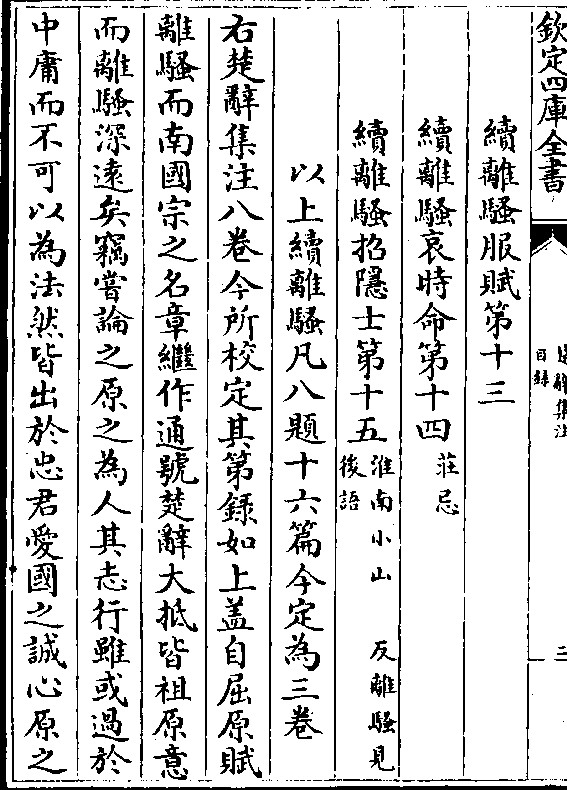 欽定四庫全書
楚辭集注
目錄
三
續離騷服賦第十三
續離騷哀時命第十四 莊忌
續離騷招隱士第十五 淮南小山 反離騷見
後語
以上續離騷凡八題十六篇今定為三卷
右楚辭集注八卷今所校定其第錄如上蓋自屈原賦
離騷而南國宗之名章繼作通號楚辭大抵皆祖原意
而離騷深遠矣竊嘗論之原之為人其志行雖或過於
中庸而不可以為法然皆出於忠君愛國之誠心原之